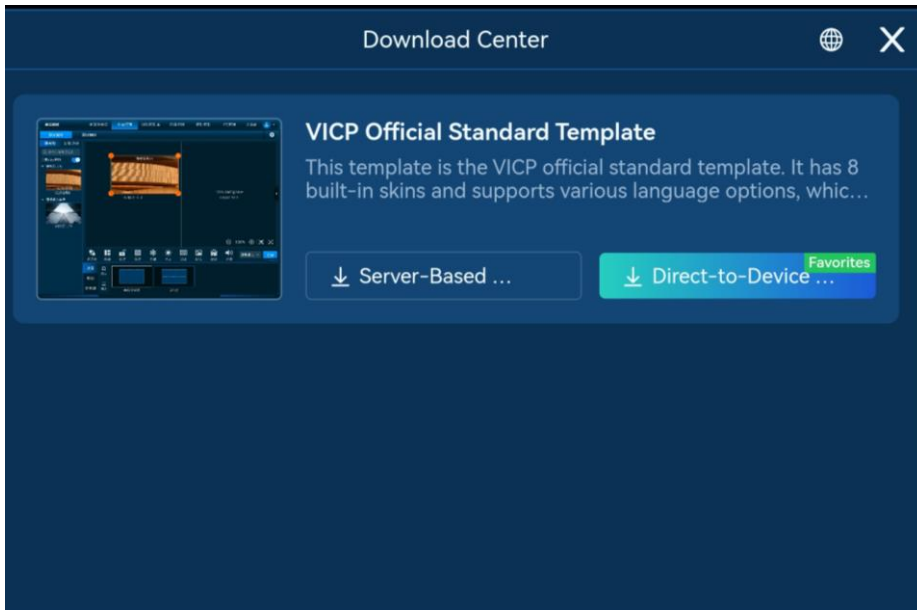 Download Center
VICP Official Standard Template
This template is the VICP official standard template. It has 8
built-in skins and supports various language options, whic...
Server-Based ...
Favorites
Direct-to-Device ...